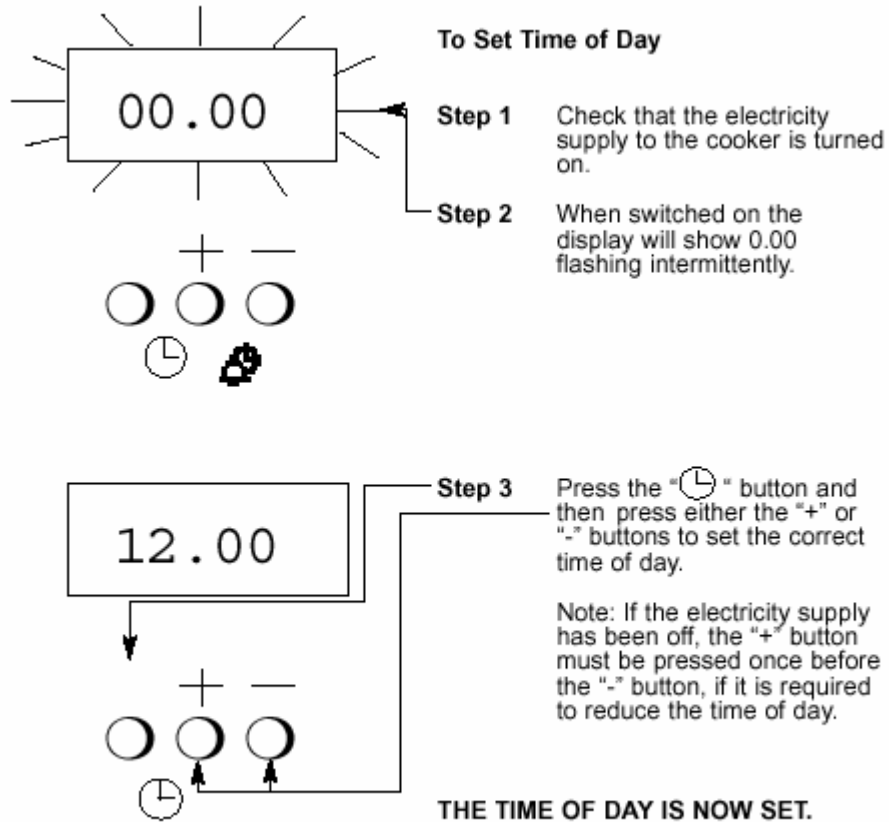 To Set Time of Day
00.00
Step 1 Check that the electricity
supply to the cooker is turned
on.
Step 2 When switched on the
display will show 0.00
flashing intermittently.
+ —
Step 3 Press the “ “ button and
then press either the “+” or
“-” buttons to set the correct
time of day.
12.00
Note: If the electricity supply
has been off, the “+” button
must be pressed once before
the “-” button, if it is required
to reduce the time of day.
+ —
THE TIME OF DAY IS NOW SET.